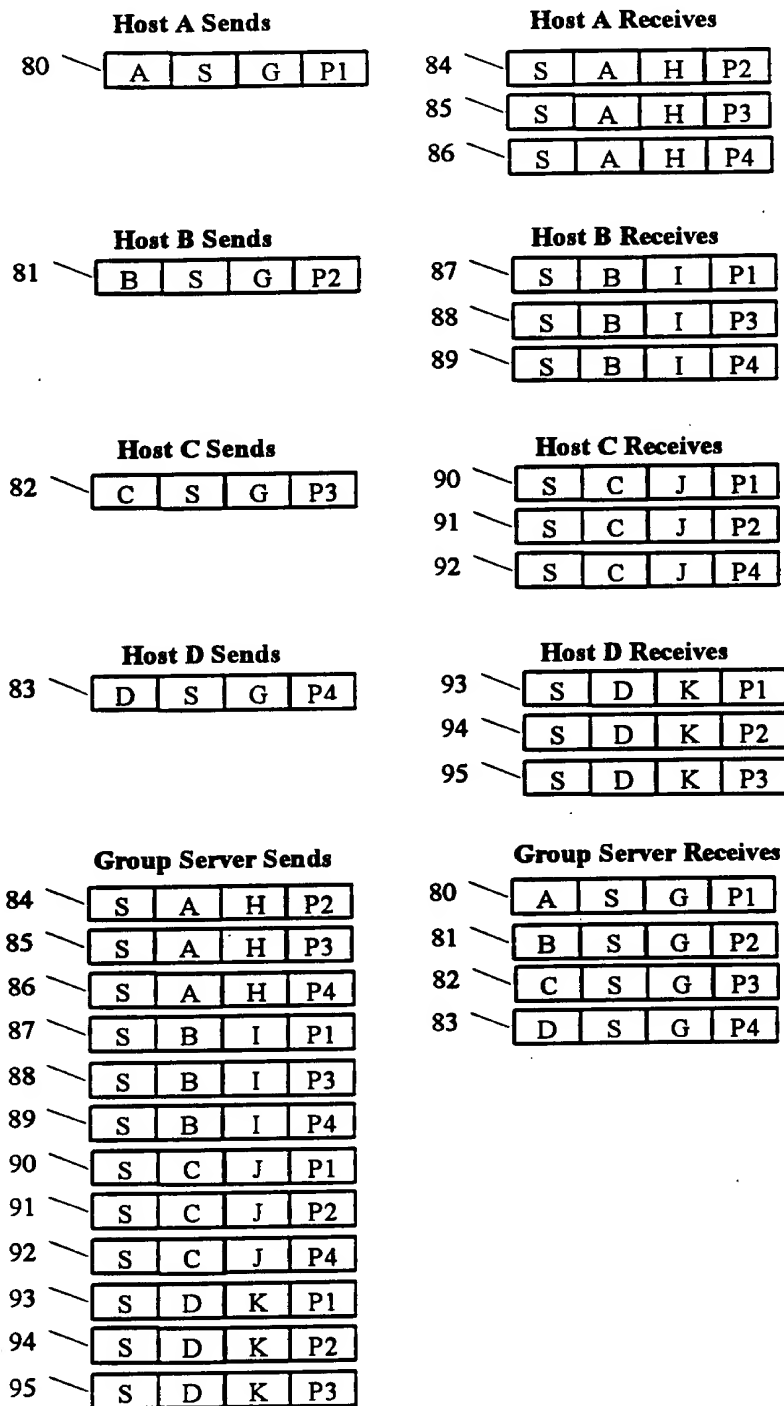 Host A Sends
80 A S G P1
Host A Receives
84 S A H P2
85 S A H P3
86 S A H P4
Host B Sends
81 B S G P2
Host B Receives
87 S B I P1
88 S B I P3
89 S B I P4
Host C Sends
82 C S G P3
Host C Receives
90 S C J P1
91 S C J P2
92 S C J P4
Host D Sends
83 D S G P4
Host D Receives
93 S D K P1
94 S D K P2
95 S D K P3
Group Server Sends
84 S A H P2
85 S A H P3
86 S A H P4
87 S B I P1
88 S B I P3
89 S B I P4
90 S C J P1
91 S C J P2
92 S C J P4
93 S D K P1
94 S D K P2
95 S D K P3
Group Server Receives
80 A S G P1
81 B S G P2
82 C S G P3
83 D S G P4